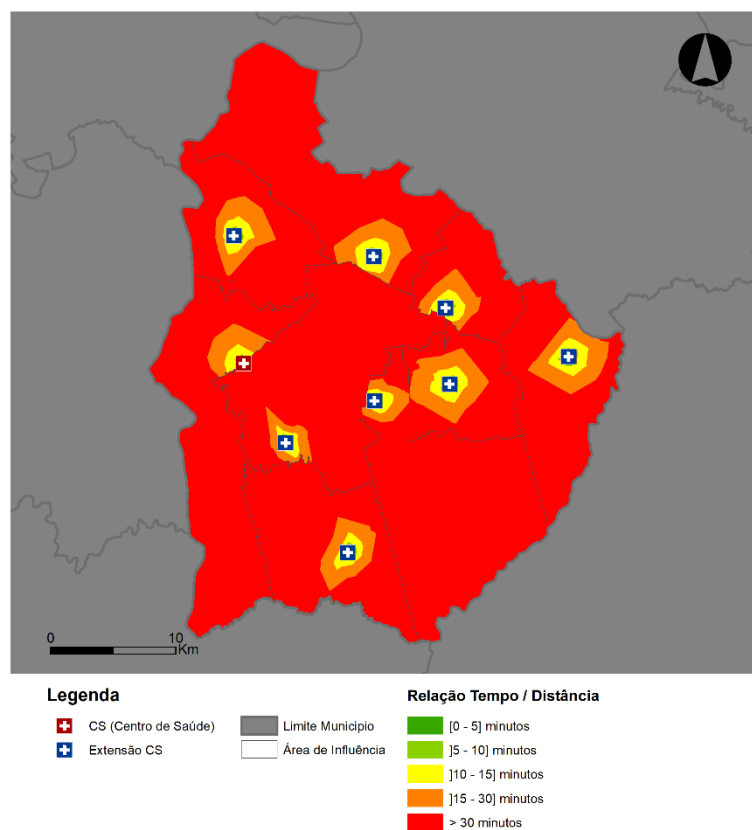 0 10
Km
Legenda
CS (Centro de Saúde)
Extensão CS
Limite Municipio
Área de Influência
Relação Tempo / Distância
[0 - 5] minutos
]5 - 10] minutos
]10 - 15] minutos
]15 - 30] minutos
> 30 minutos